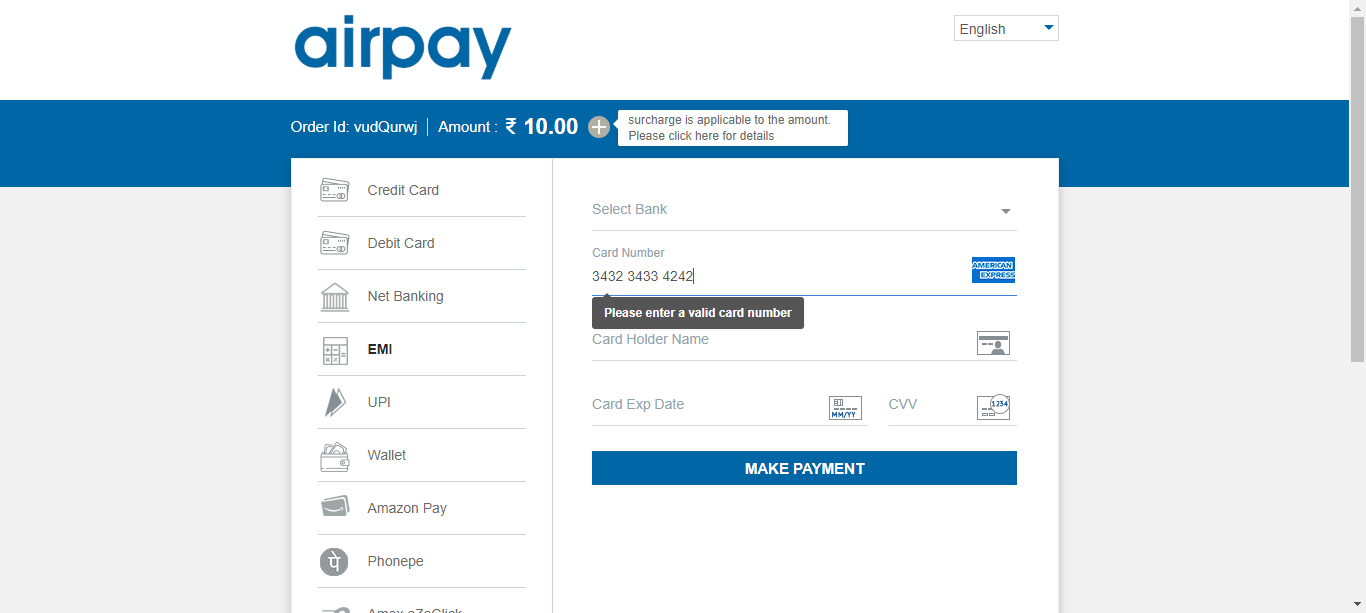 airpay
English
Order Id: vudQurwj
Amount : ₹ 10.00
surcharge is applicable to the amount.
Please click here for details
Credit Card
Debit Card
Net Banking
EMI
UPI
Wallet
Amazon Pay
पे
Phonepe
Amex eZeClick
Select Bank
Card Number
3432 3433 4242
AMERICAN
EXPRESS
Please enter a valid card number
Card Holder Name
Card Exp Date
MM/YY
CVV
1234
MAKE PAYMENT